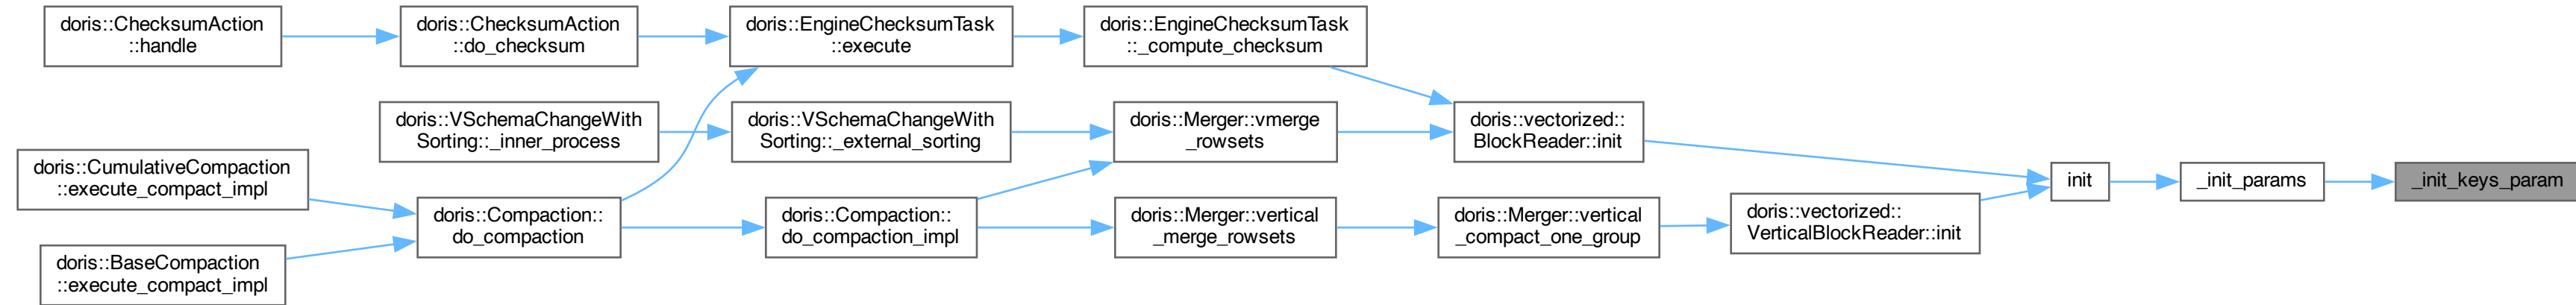 doris::ChecksumAction
::handle
doris::ChecksumAction
::do_checksum
doris::EngineChecksumTask
::execute
doris::EngineChecksumTask
::_compute_checksum
doris::VSchemaChangeWith
Sorting::_inner_process
doris::VSchemaChangeWith
Sorting::_external_sorting
doris::Merger::vmerge
_rowsets
doris::vectorized::
BlockReader::init
doris::CumulativeCompaction
::execute_compact_impl
init
_init_params
_init_keys_param
doris::Compaction::
do_compaction
doris::Compaction::
do_compaction_impl
doris::Merger::vertical
_merge_rowsets
doris::Merger::vertical
_compact_one_group
doris::vectorized::
VerticalBlockReader::init
doris::BaseCompaction
::execute_compact_impl